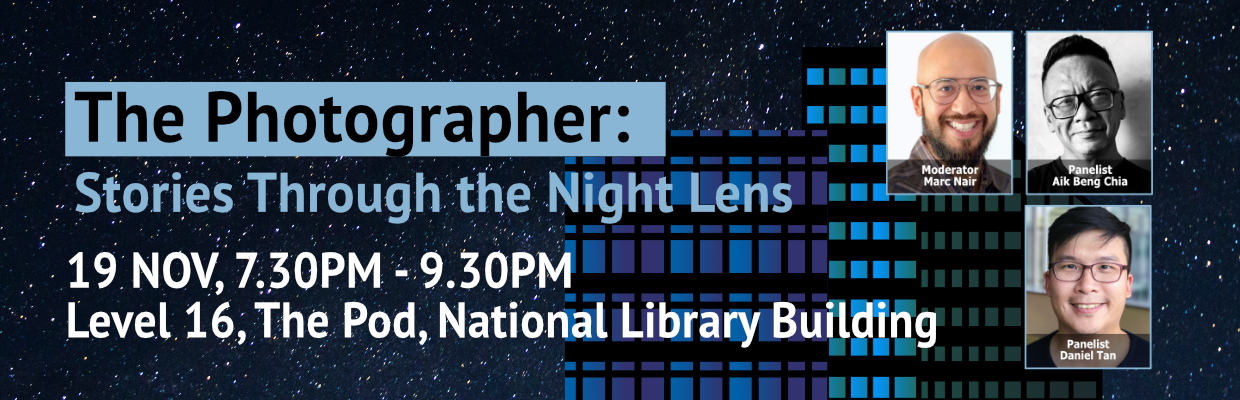 The Photographer:
Stories Through the Night Lens
19 NOV, 7.30PM - 9.30PM
Level 16, The Pod, National Library Building
Moderator
Marc Nair
Panelist
Aik Beng Chia
Panelist
Daniel Tan